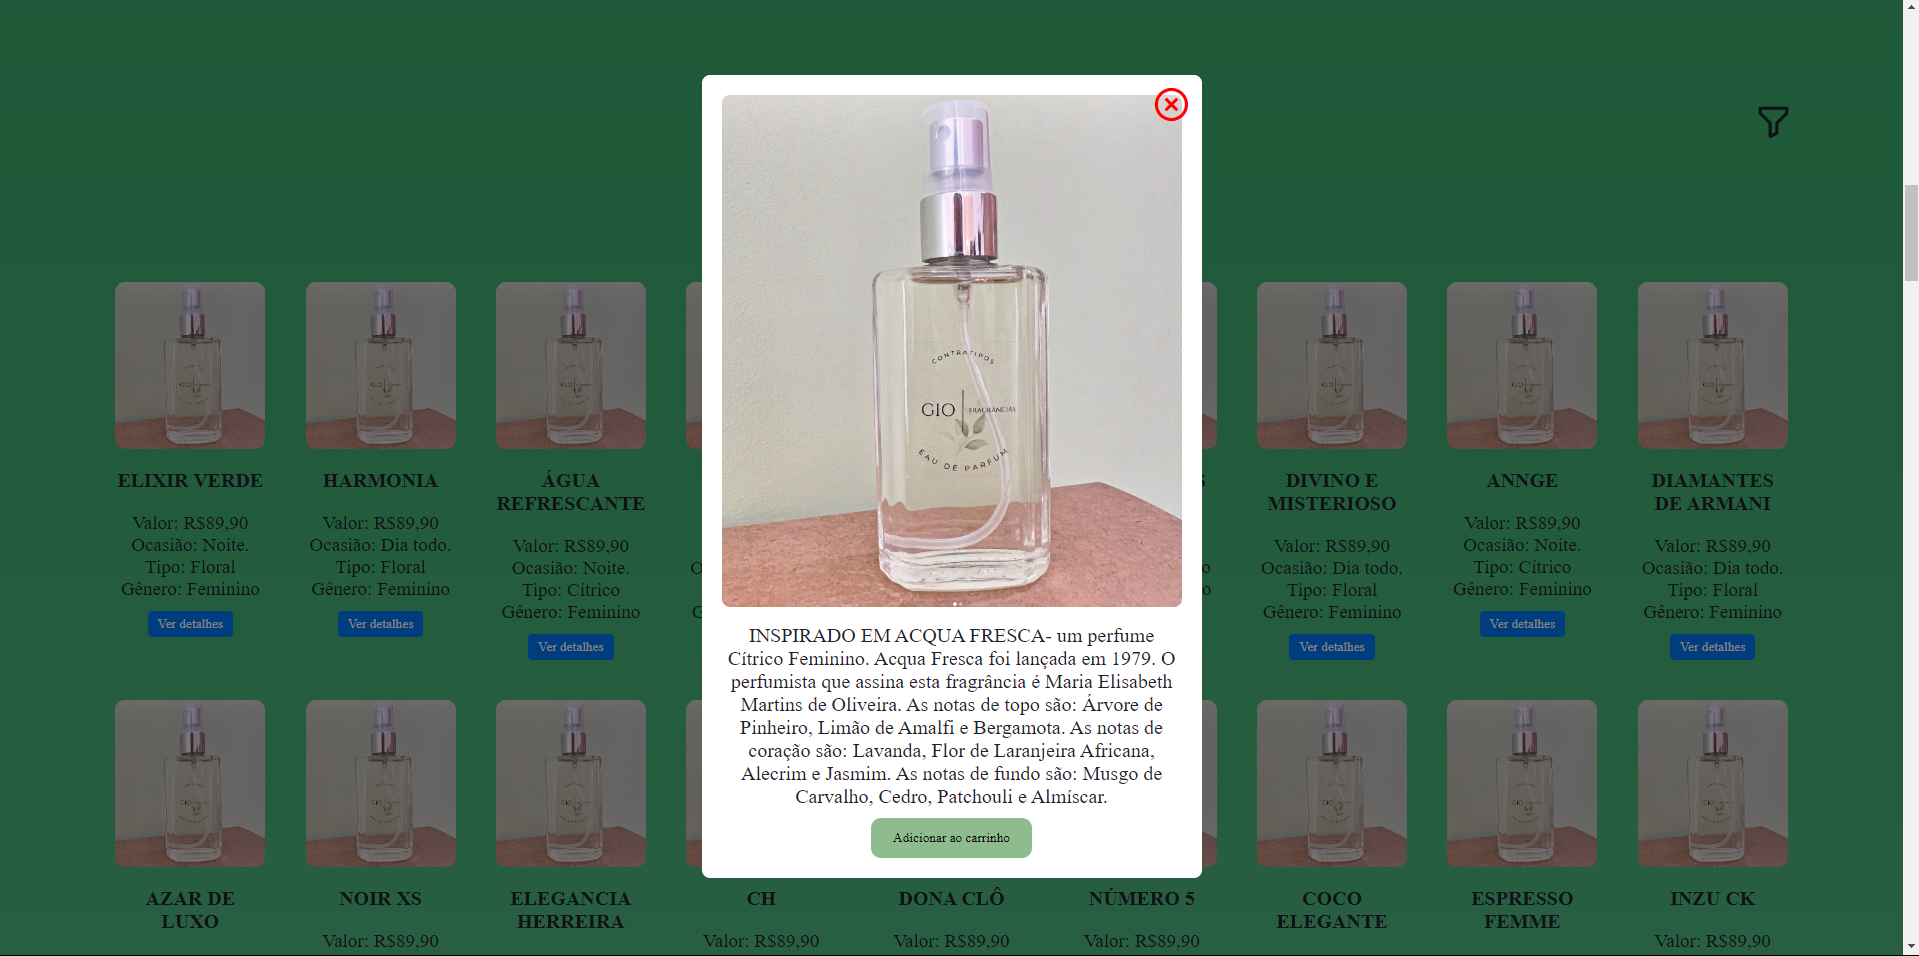 CONTRATIPOS
GIO FRAGRÂNCIAS
EAU DE PARFUM
INSPIRADO EM ACQUA FRESCA- um perfume
Cítrico Feminino. Acqua Fresca foi lançada em 1979. O
perfumista que assina esta fragrância é Maria Elisabeth
Martins de Oliveira. As notas de topo são: Árvore de
Pinheiro, Limão de Amalfi e Bergamota. As notas de
coração são: Lavanda, Flor de Laranjeira Africana,
Alecrim e Jasmim. As notas de fundo são: Musgo de
Carvalho, Cedro, Patchouli e Almíscar.
Adicionar ao carrinho
ELIXIR VERDE
Valor: R$89,90
Ocasião: Noite.
Tipo: Floral
Gênero: Feminino
Ver detalhes
HARMONIA
Valor: R$89,90
Ocasião: Dia todo.
Tipo: Floral
Gênero: Feminino
Ver detalhes
ÁGUA
REFRESCANTE
Valor: R$89,90
Ocasião: Noite.
Tipo: Cítrico
Gênero: Feminino
Ver detalhes
DIVINO E
MISTERIOSO
Valor: R$89,90
Ocasião: Dia todo.
Tipo: Floral
Gênero: Feminino
Ver detalhes
ANNGE
Valor: R$89,90
Ocasião: Noite.
Tipo: Cítrico
Gênero: Feminino
Ver detalhes
DIAMANTES
DE ARMANI
Valor: R$89,90
Ocasião: Dia todo.
Tipo: Floral
Gênero: Feminino
Ver detalhes
AZAR DE
LUXO
NOIR XS
Valor: R$89,90
ELEGANCIA
HERREIRA
CH
Valor: R$89,90
DONA CLÔ
Valor: R$89,90
NÚMERO 5
Valor: R$89,90
COCO
ELEGANTE
ESPRESSO
FEMME
INZU CK
Valor: R$89,90